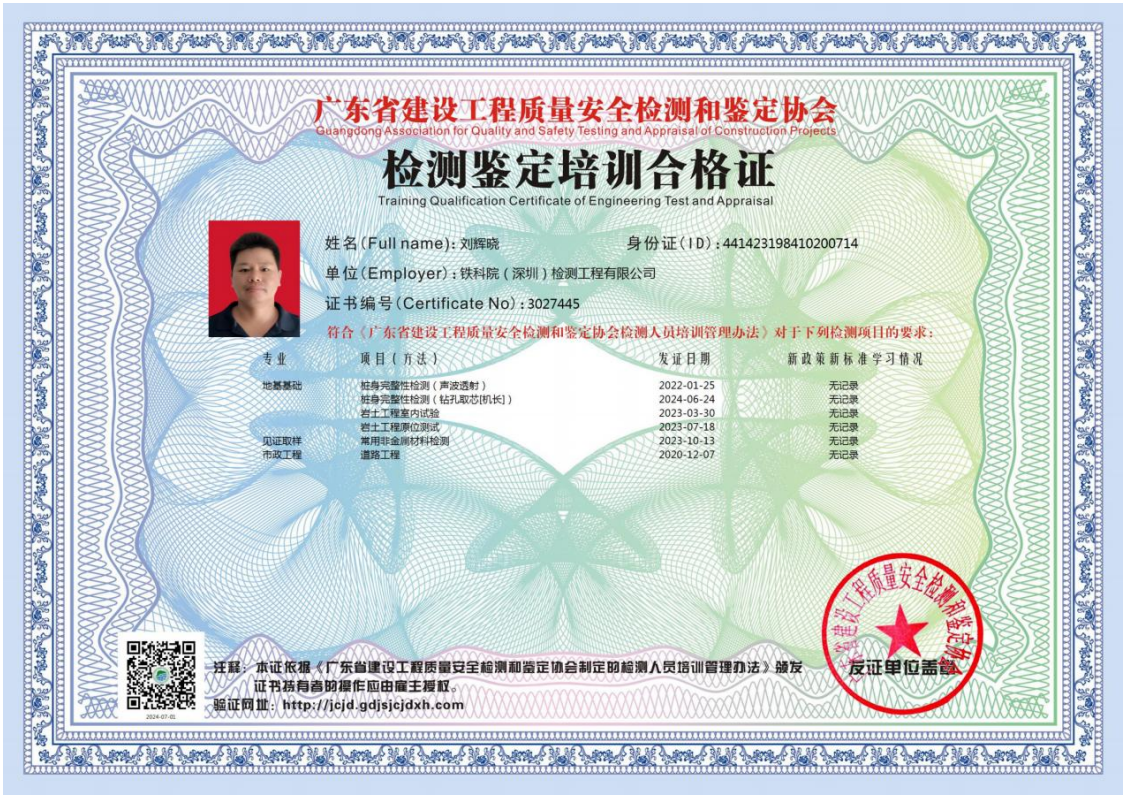 广东省建设工程质量安全检测和鉴定协会
Guangdong Association for Quality and Safety Testing and Appraisal of Construction Projects
检测鉴定培训合格证
Training Qualification Certificate of Engineering Test and Appraisal
姓名(Full name): 刘辉晓 身份证(ID): 441423198410200714
单位(Employer): 铁科院（深圳）检测工程有限公司
证书编号(Certificate No): 3027445
符合《广东省建设工程质量安全检测和鉴定协会检测人员培训管理办法》对于下列检测项目的要求：
专业 项目(方法) 发证日期 新政策新标准学习情况
地基基础 桩身完整性检测（声波透射） 2022-01-25 无记录
桩身完整性检测（钻孔取芯[机长]） 2024-06-24 无记录
岩土工程室内试验 2023-03-30 无记录
岩土工程原位测试 2023-07-18 无记录
见证取样 常用非金属材料检测 2023-10-13 无记录
市政工程 道路工程 2020-12-07 无记录
广东省建设工程质量安全检测和鉴定协会
发证单位盖章
注释：本证依据《广东省建设工程质量安全检测和鉴定协会制定的检测人员培训管理办法》颁发
证书持有者的操作应由雇主授权。
验证网址：http://jcjd.gdjsjcjdxh.com
2024-07-01